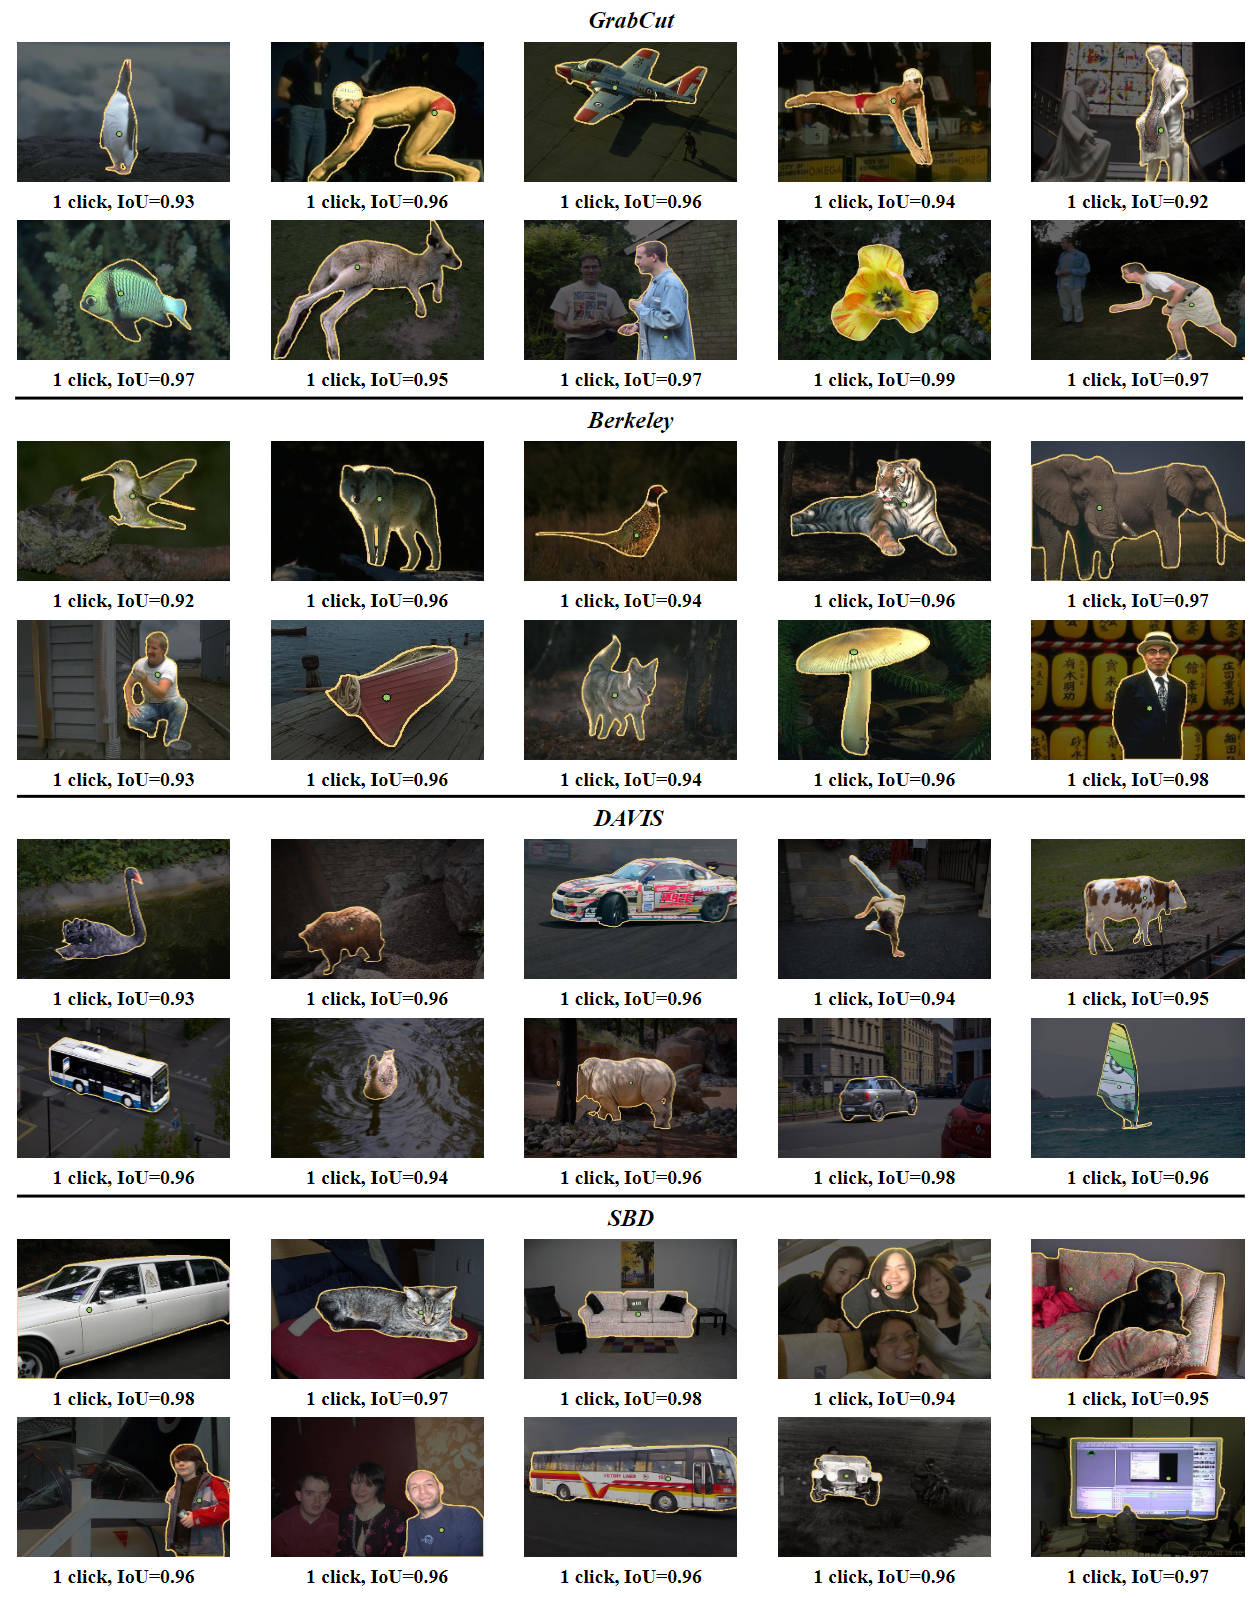 GrabCut
1 click, IoU=0.93
1 click, IoU=0.96
1 click, IoU=0.96
1 click, IoU=0.94
1 click, IoU=0.92
1 click, IoU=0.97
1 click, IoU=0.95
1 click, IoU=0.97
1 click, IoU=0.99
1 click, IoU=0.97
Berkeley
1 click, IoU=0.92
1 click, IoU=0.96
1 click, IoU=0.94
1 click, IoU=0.96
1 click, IoU=0.97
1 click, IoU=0.93
1 click, IoU=0.96
1 click, IoU=0.94
1 click, IoU=0.96
1 click, IoU=0.98
DAVIS
1 click, IoU=0.93
1 click, IoU=0.96
1 click, IoU=0.96
1 click, IoU=0.94
1 click, IoU=0.95
1 click, IoU=0.96
1 click, IoU=0.94
1 click, IoU=0.96
1 click, IoU=0.98
1 click, IoU=0.96
SBD
1 click, IoU=0.98
1 click, IoU=0.97
1 click, IoU=0.98
1 click, IoU=0.94
1 click, IoU=0.95
VICTORY LINER
1 click, IoU=0.96
1 click, IoU=0.96
1 click, IoU=0.96
1 click, IoU=0.96
1 click, IoU=0.97